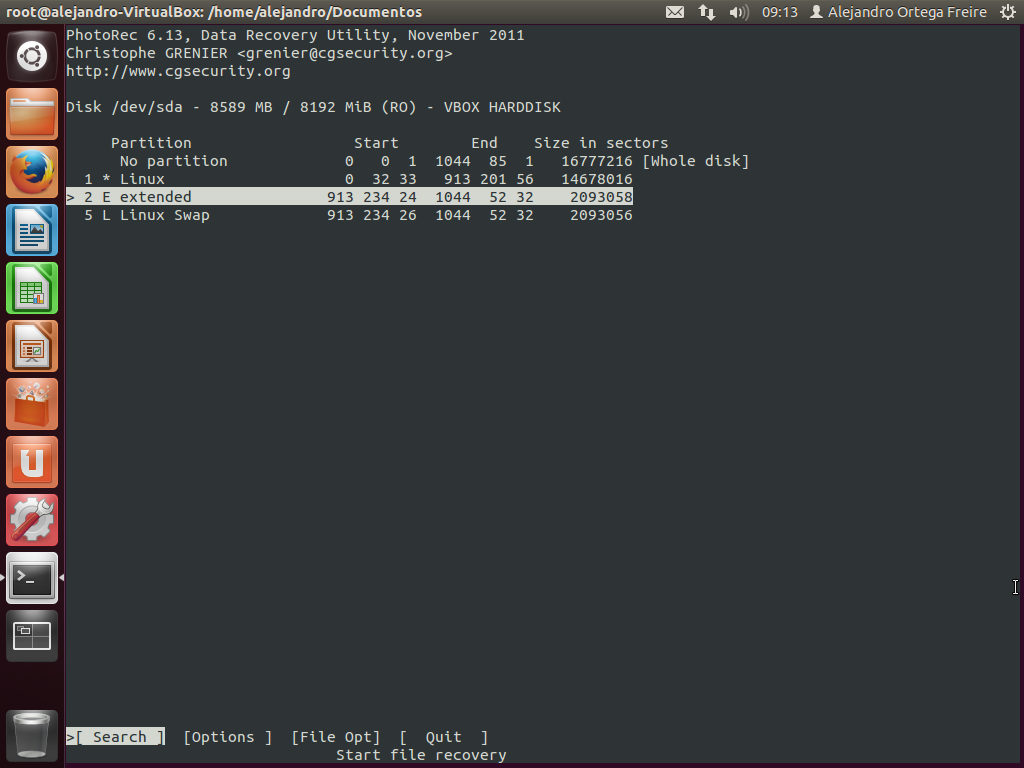 root@alejandro-VirtualBox: /home/alejandro/Documentos
09:13 Alejandro Ortega Freire
PhotoRec 6.13, Data Recovery Utility, November 2011
Christophe GRENIER <grenier@cgsecurity.org>
http://www.cgsecurity.org
Disk /dev/sda - 8589 MB / 8192 MiB (RO) - VBOX HARDDISK
     Partition                  Start        End    Size in sectors
      No partition             0   0  1  1044  85  1   16777216 [Whole disk]
  1 * Linux                    0  32 33   913 201 56   14678016
> 2 E extended               913 234 24  1044  52 32    2093058
  5 L Linux Swap             913 234 26  1044  52 32    2093056
>[ Search ]  [Options ]  [File Opt]  [  Quit  ]
                              Start file recovery